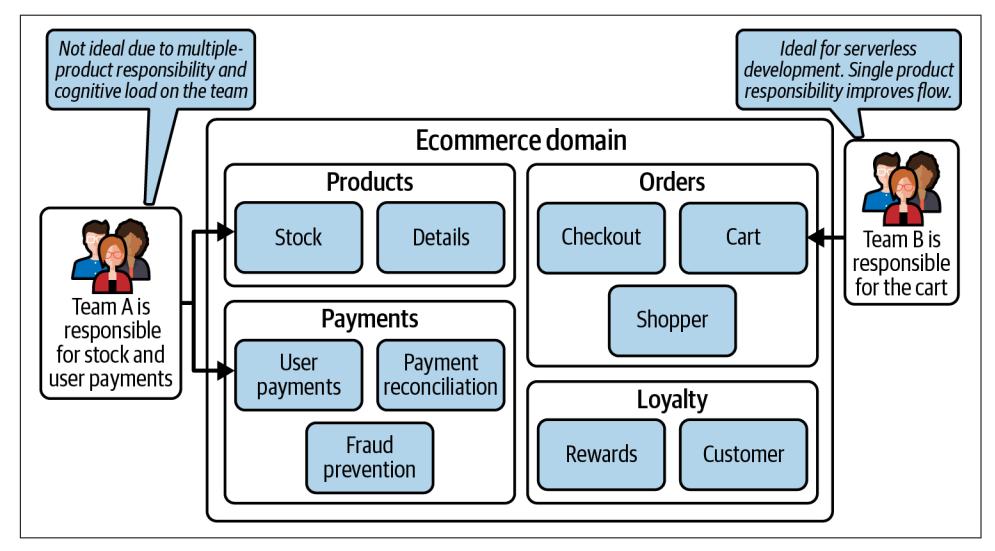 Not ideal due to multiple-
product responsibility and
cognitive load on the team
Ideal for serverless
development. Single product
responsibility improves flow.
Ecommerce domain
Products
Stock
Details
Orders
Checkout
Cart
Shopper
Team A is
responsible
for stock and
user payments
Team B is
responsible
for the cart
Payments
User
payments
Payment
reconciliation
Fraud
prevention
Loyalty
Rewards
Customer